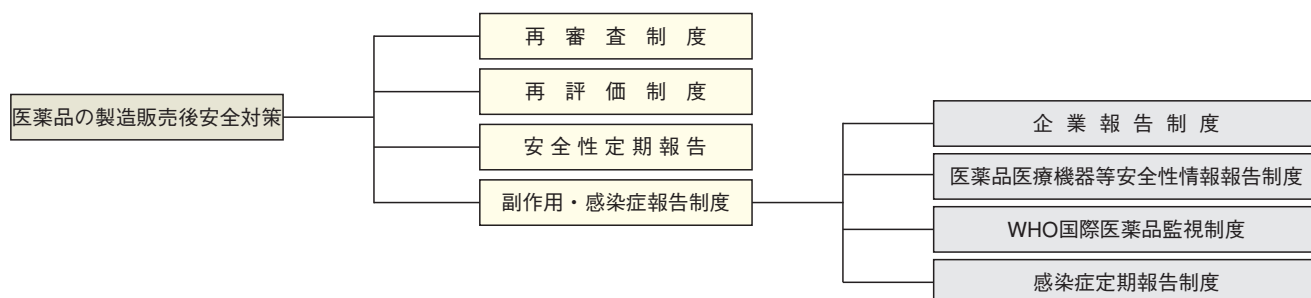 医薬品の製造販売後安全対策
再審査制度
再評価制度
安全性定期報告
副作用・感染症報告制度
企業報告制度
医薬品医療機器等安全性情報報告制度
WHO国際医薬品監視制度
感染症定期報告制度